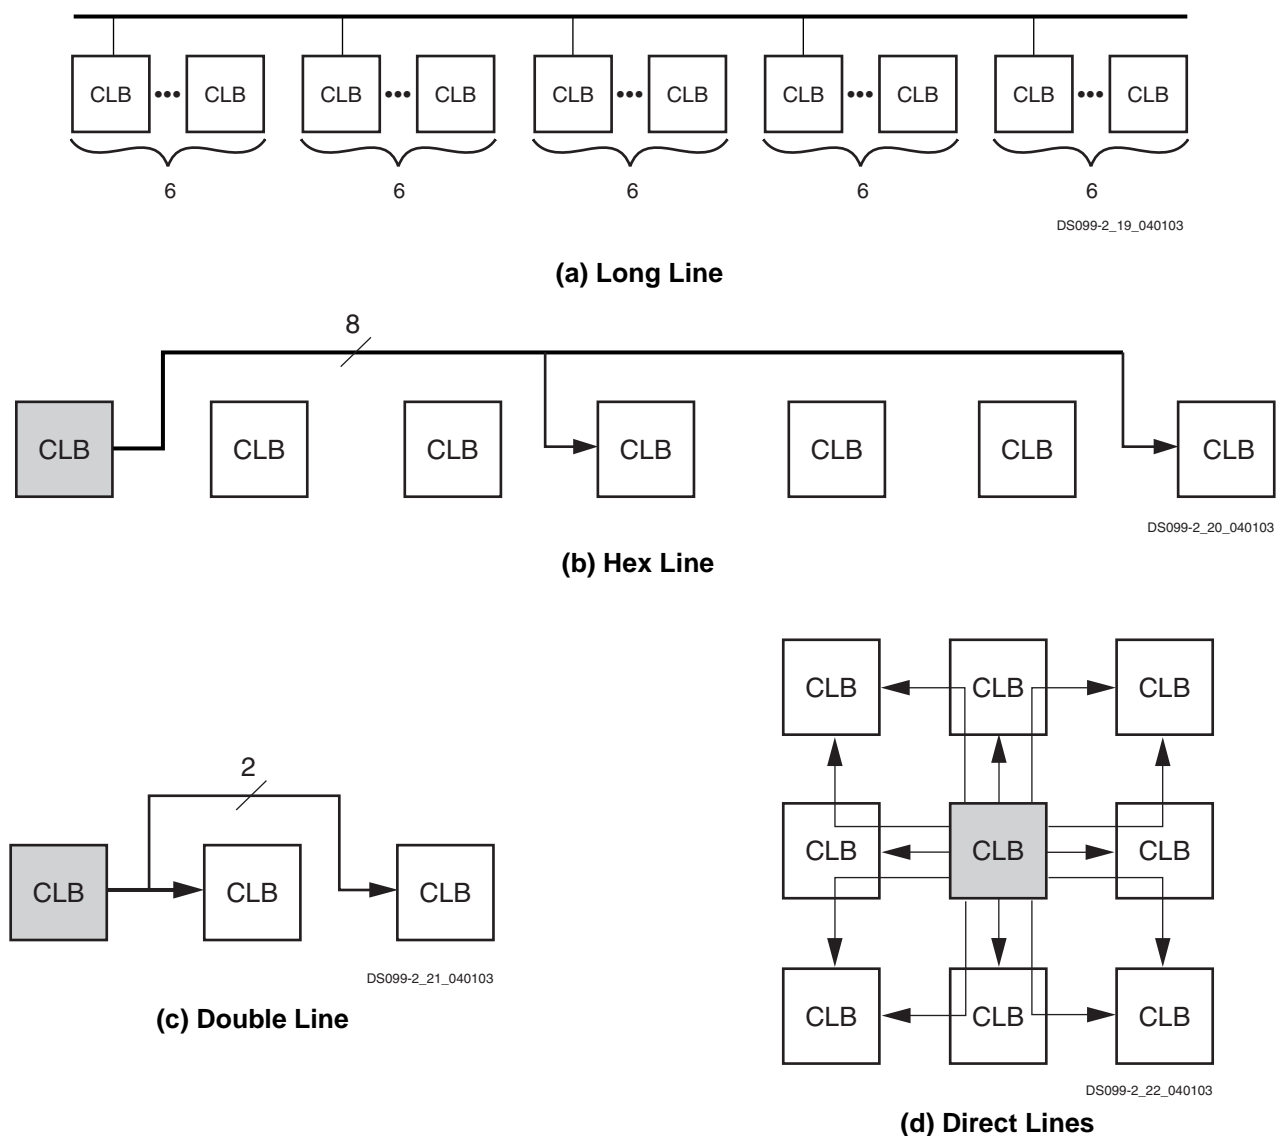 CLB ••• CLB CLB ••• CLB CLB ••• CLB CLB ••• CLB CLB ••• CLB
6 6 6 6 6
DS099-2_19_040103
(a) Long Line
8
CLB CLB CLB CLB CLB CLB CLB
DS099-2_20_040103
(b) Hex Line
2
CLB CLB CLB
DS099-2_21_040103
(c) Double Line
CLB CLB CLB
CLB CLB CLB
CLB CLB CLB
DS099-2_22_040103
(d) Direct Lines